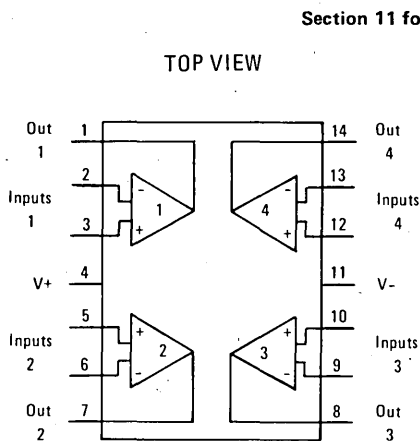 Section 11 fo
TOP VIEW
Out 1 14 Out
1 4
2 13
Inputs - - Inputs
1 1 4 4
3 + + 12
V+ 4 11 V-
5 10
Inputs + + Inputs
2 2 3 3
6 - - 9
Out 7 8 Out
2 3